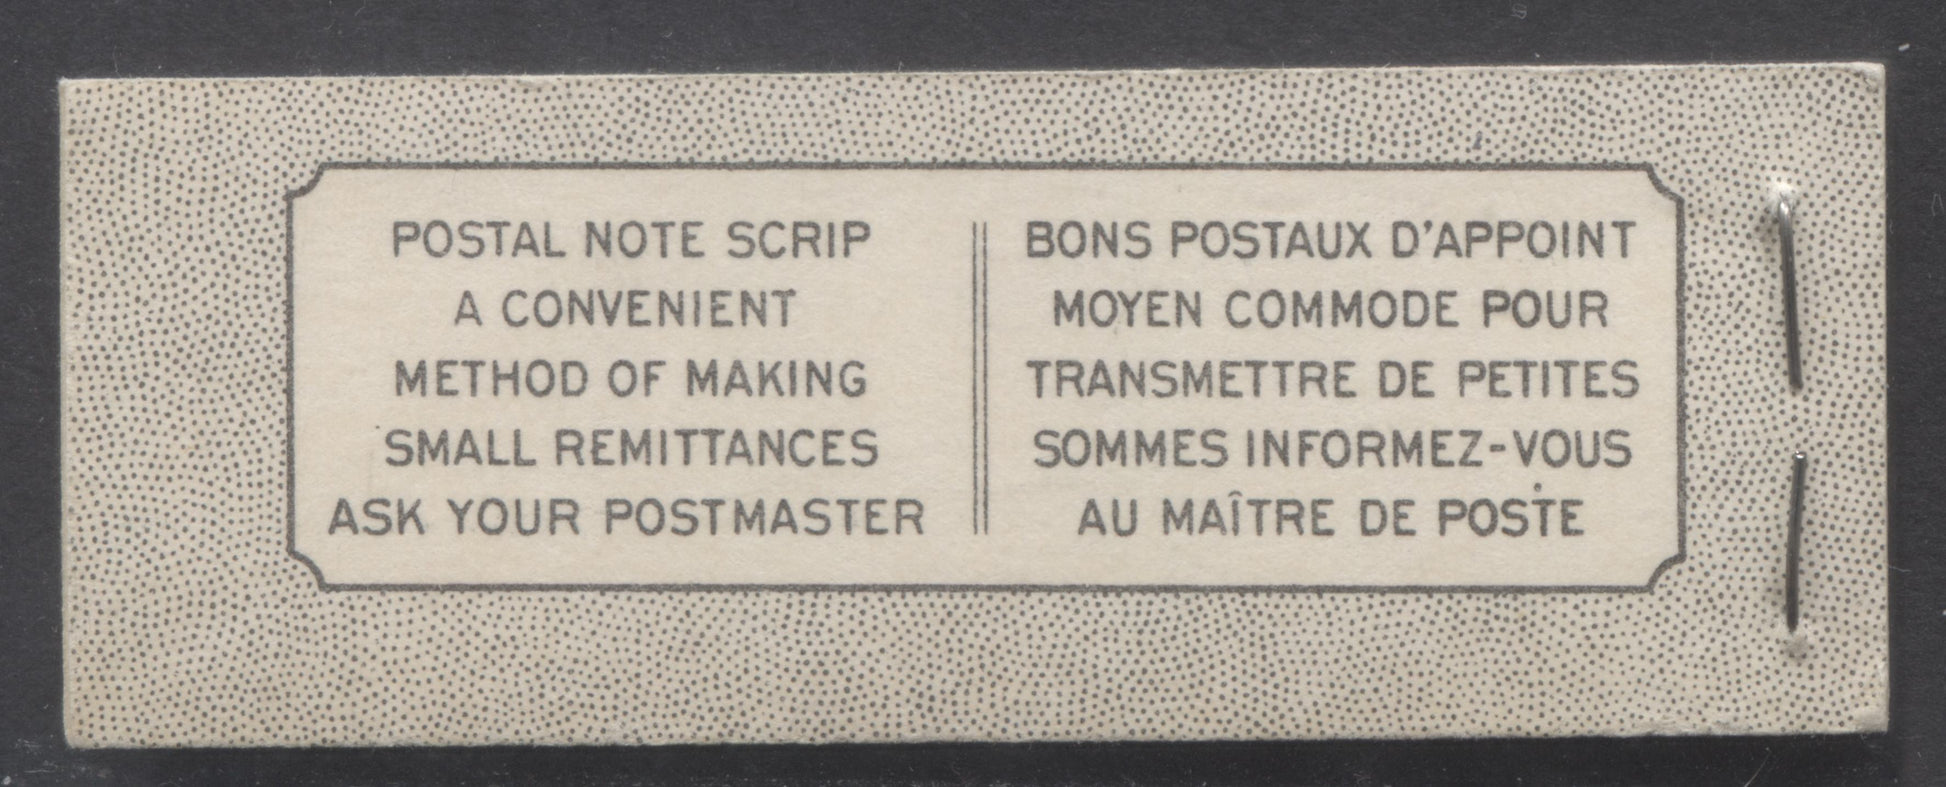 POSTAL NOTE SCRIP
A CONVENIENT
METHOD OF MAKING
SMALL REMITTANCES
ASK YOUR POSTMASTER
BONS POSTAUX D'APPOINT
MOYEN COMMODE POUR
TRANSMETTRE DE PETITES
SOMMES INFORMEZ-VOUS
AU MAÎTRE DE POSTE